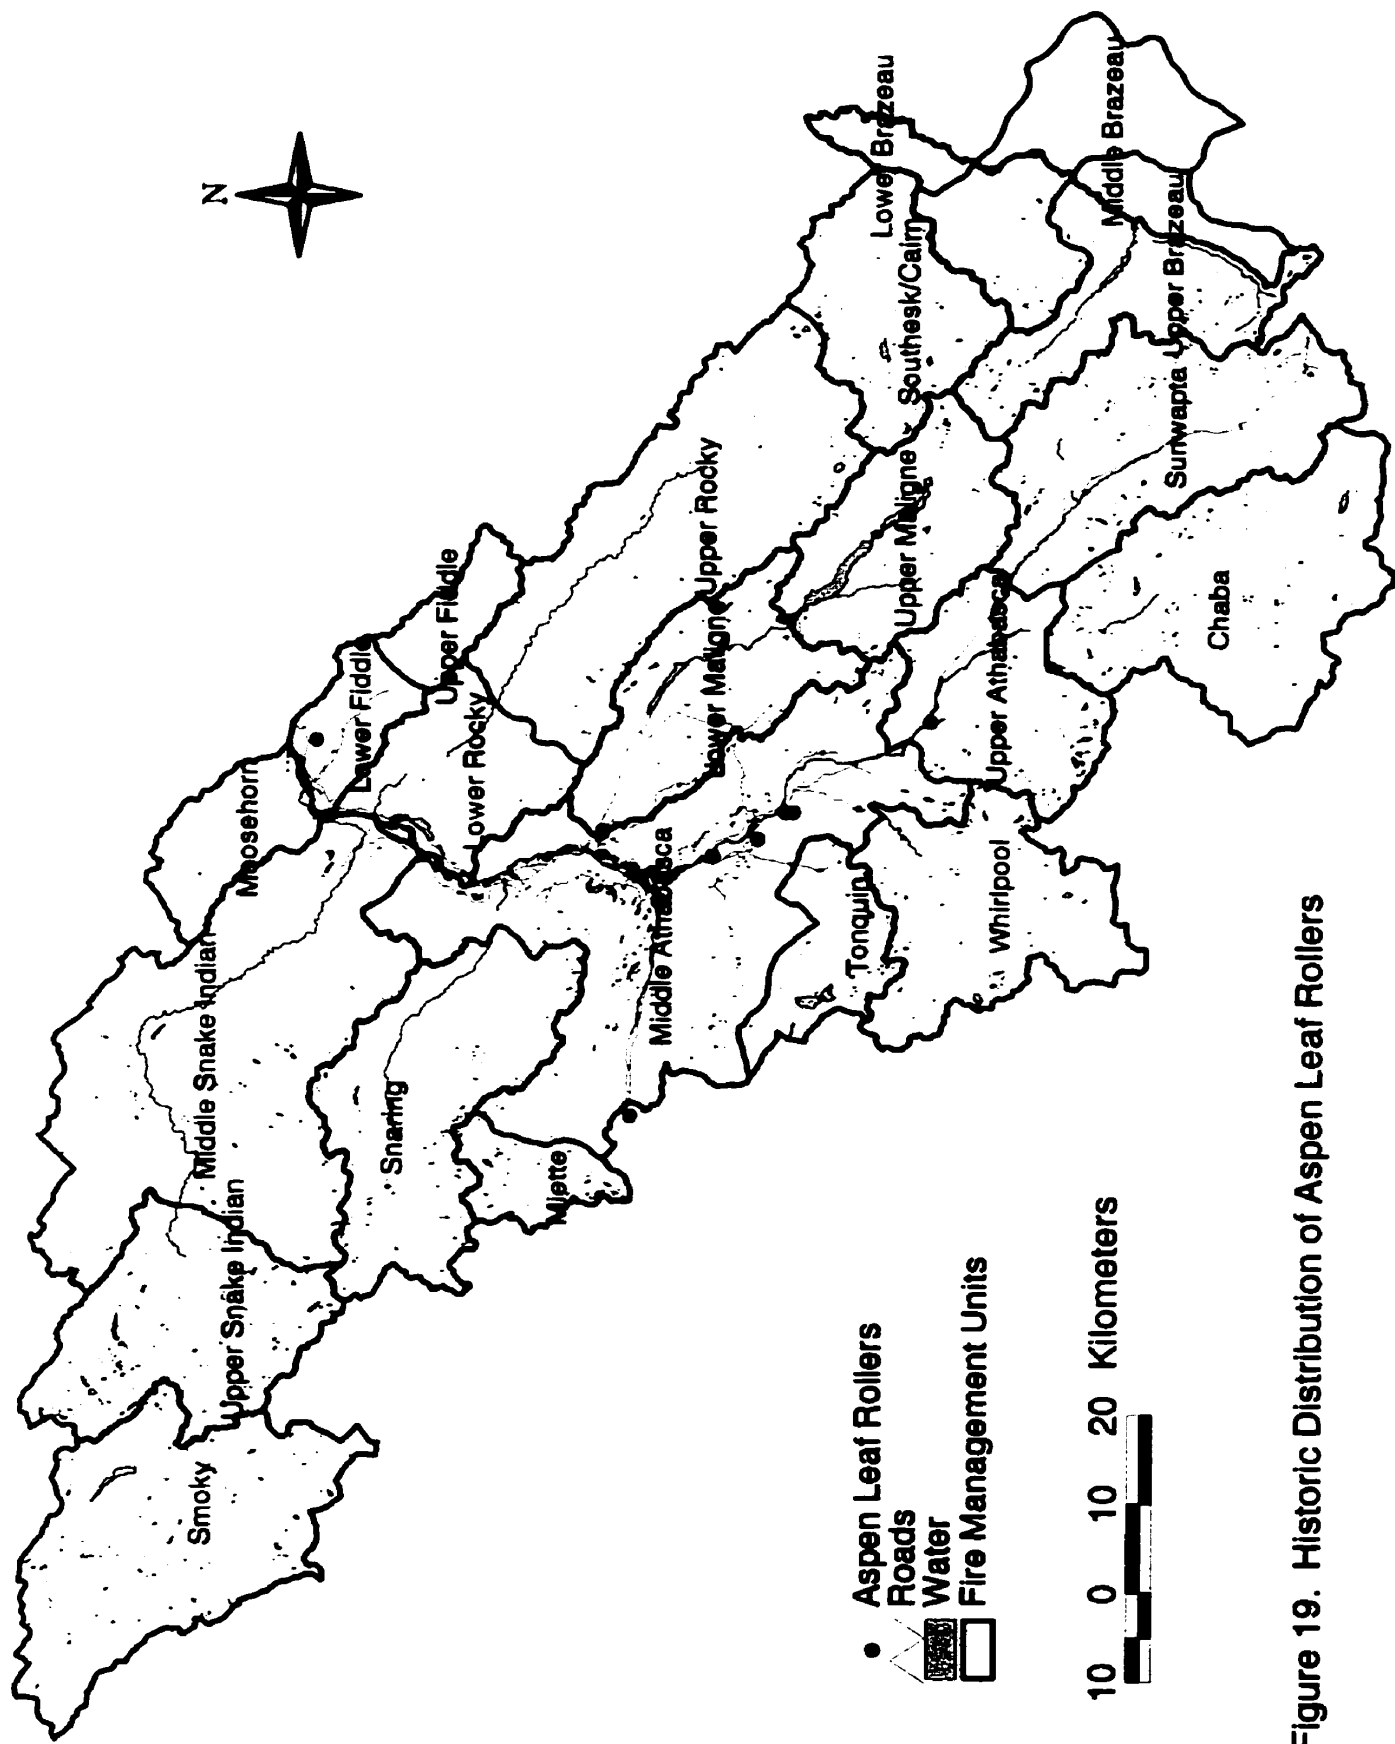 N
Smoky
Upper Snake Indian
Middle Snake Indian
Moosehorn
Snaring
Miette
Lower Fiddle
Upper Fiddle
Lower Rocky
Upper Rocky
Middle Athabasca
Lower Maligne
Upper Maligne
Southesk/Cairn
Lower Brazeau
Middle Brazeau
Upper Brazeau
Sunwapta
Tonquin
Whirlpool
Upper Athabasca
Chaba
Aspen Leaf Rollers
Roads
Water
Fire Management Units
10 0 10 20 Kilometers
Figure 19. Historic Distribution of Aspen Leaf Rollers